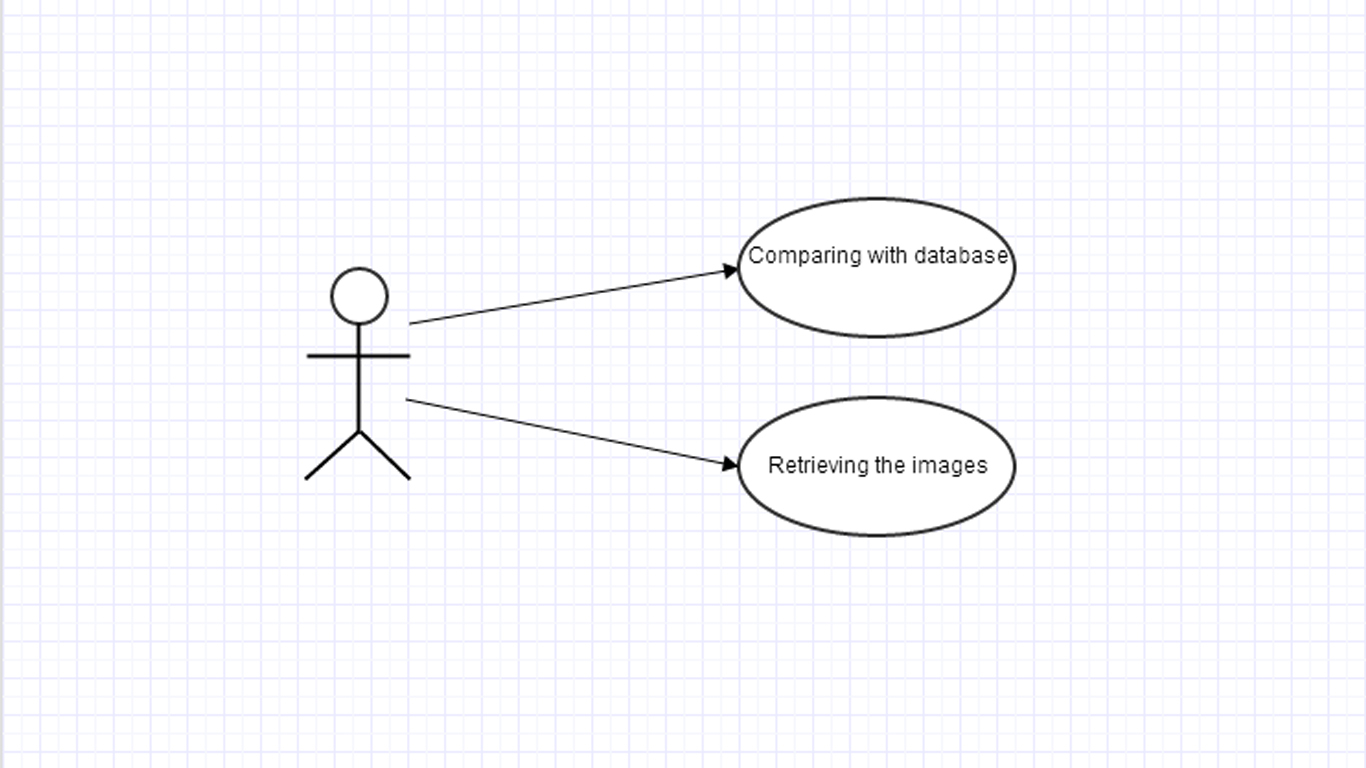 Comparing with database
Retrieving the images